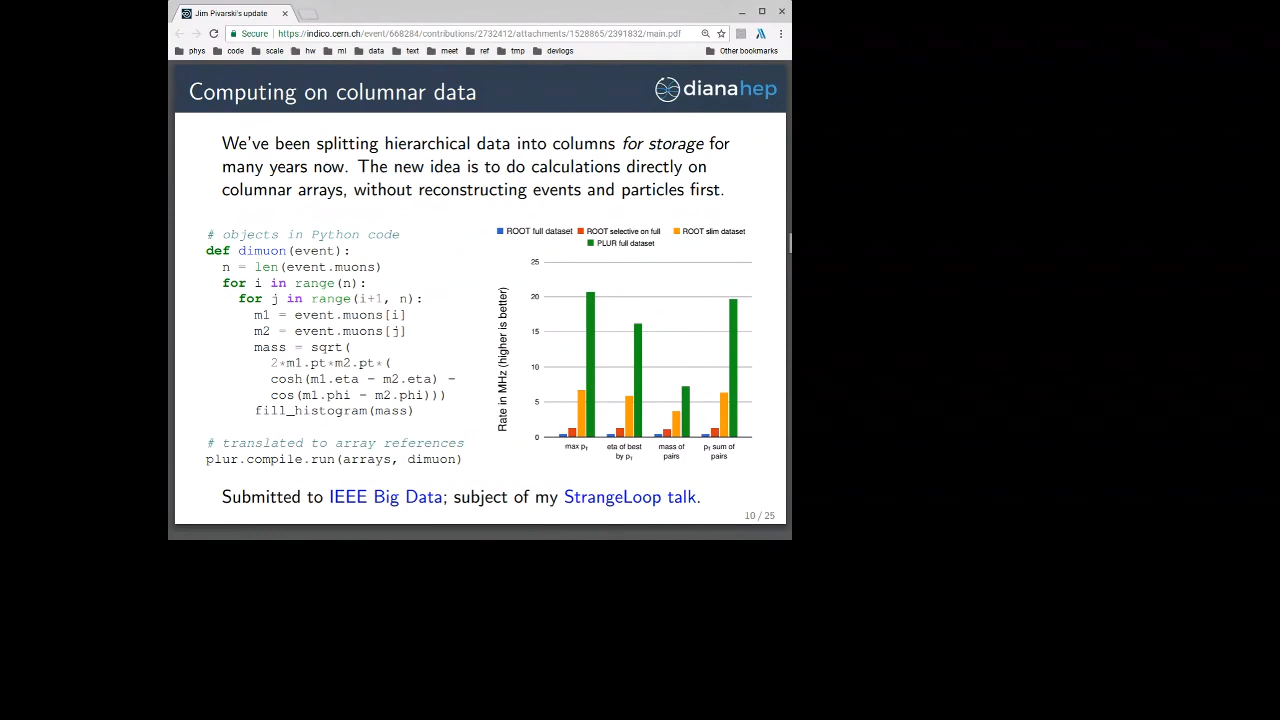 Jim Pivarski's update
Secure https://indico.cern.ch/event/668284/contributions/2732412/attachments/1528865/2391832/main.pdf
phys code scale hw ml data text meet ref tmp devlogs Other bookmarks
Computing on columnar data
dianahep
We've been splitting hierarchical data into columns for storage for
many years now. The new idea is to do calculations directly on
columnar arrays, without reconstructing events and particles first.
# objects in Python code
def dimuon(event):
n = len(event.muons)
for i in range(n):
for j in range(i+1, n):
m1 = event.muons[i]
m2 = event.muons[j]
mass = sqrt(
2*m1.pt*m2.pt*(
cosh(m1.eta - m2.eta) -
cos(m1.phi - m2.phi)))
fill_histogram(mass)
# translated to array references
plur.compile.run(arrays, dimuon)
ROOT full dataset ROOT selective on full ROOT slim dataset
PLUR full dataset
Rate in MHz (higher is better)
25
20
15
10
5
0
max pT eta of best mass of pT sum of
by pT pairs pairs
Submitted to IEEE Big Data; subject of my StrangeLoop talk.
10 / 25